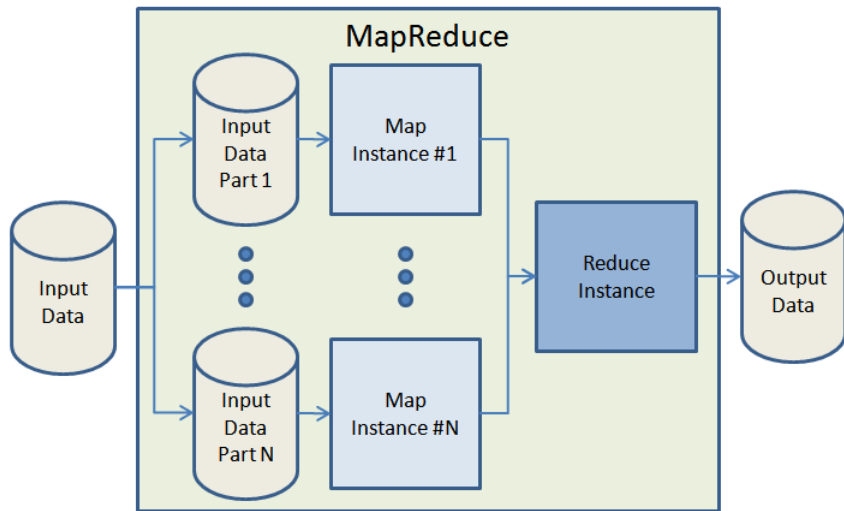 MapReduce
Input
Data
Part 1
Map
Instance #1
Input
Data
Reduce
Instance
Output
Data
Input
Data
Part N
Map
Instance #N